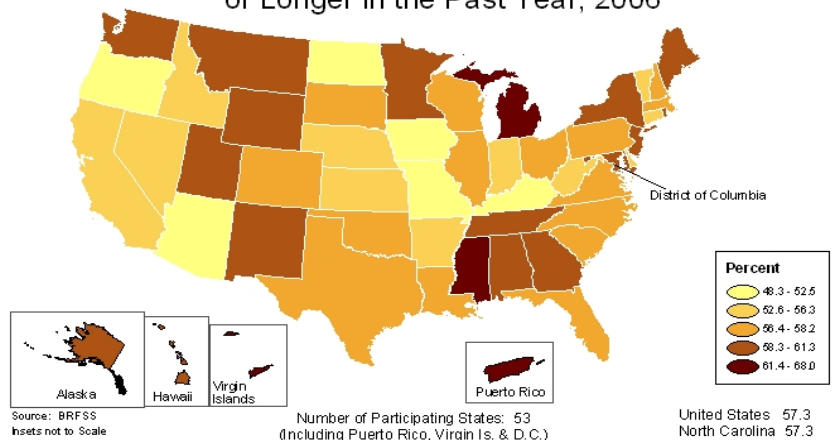 or Longer in the Past Year, 2006
District of Columbia
Percent
48.3 - 52.5
52.6 - 56.3
56.4 - 58.2
58.3 - 61.3
61.4 - 68.0
Alaska
Hawaii
Virgin
Islands
Puerto Rico
Source: BRFSS
Insets not to Scale
Number of Participating States: 53
(Including Puerto Rico, Virgin Is. & D.C.)
United States 57.3
North Carolina 57.3